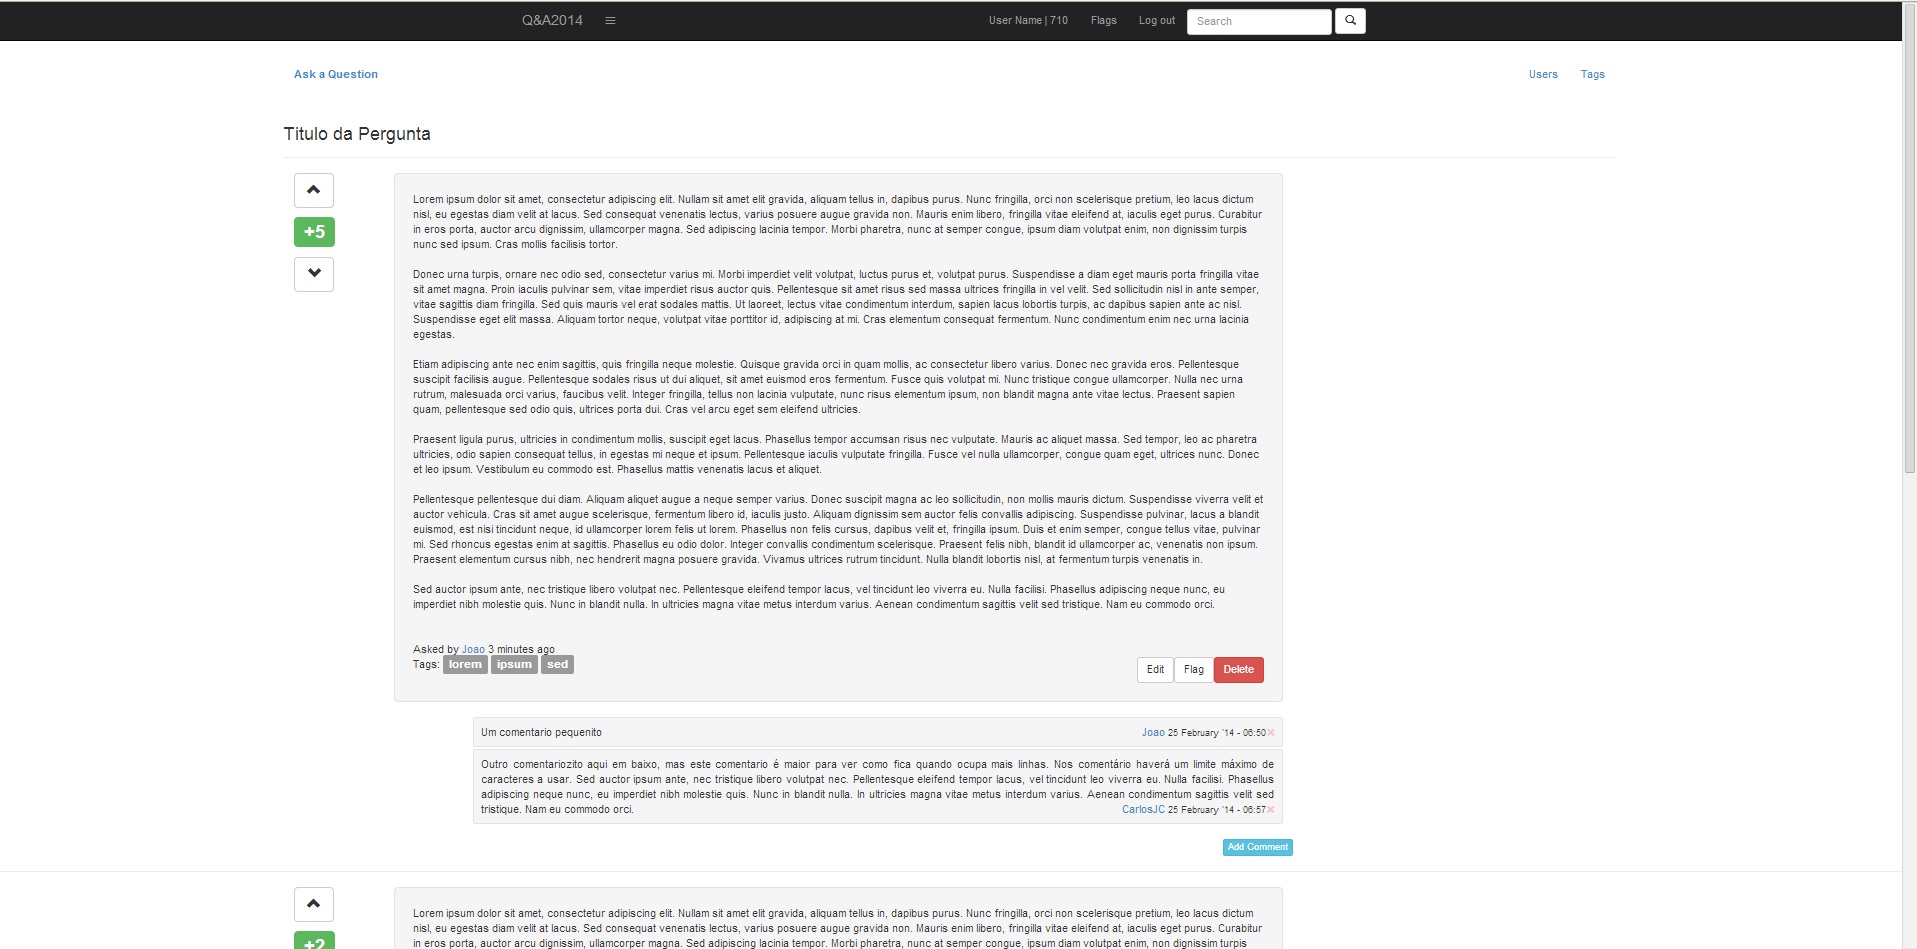 Q&A2014
User Name | 710 Flags Log out Search
Ask a Question Users Tags
Titulo da Pergunta
+5
Lorem ipsum dolor sit amet, consectetur adipiscing elit. Nullam sit amet elit gravida, aliquam tellus in, dapibus purus. Nunc fringilla, orci non scelerisque pretium, leo lacus dictum
nisl, eu egestas diam velit at lacus. Sed consequat venenatis lectus, varius posuere augue gravida non. Mauris enim libero, fringilla vitae eleifend at, iaculis eget purus. Curabitur
in eros porta, auctor arcu dignissim, ullamcorper magna. Sed adipiscing lacinia tempor. Morbi pharetra, nunc at semper congue, ipsum diam volutpat enim, non dignissim turpis
nunc sed ipsum. Cras mollis facilisis tortor.
Donec urna turpis, ornare nec odio sed, consectetur varius mi. Morbi imperdiet velit volutpat, luctus purus et, volutpat purus. Suspendisse a diam eget mauris porta fringilla vitae
sit amet magna. Proin iaculis pulvinar sem, vitae imperdiet risus auctor quis. Pellentesque sit amet risus sed massa ultrices fringilla in vel velit. Sed sollicitudin nisl in ante semper,
vitae sagittis diam fringilla. Sed quis mauris vel erat sodales mattis. Ut laoreet, lectus vitae condimentum interdum, sapien lacus lobortis turpis, ac dapibus sapien ante ac nisl.
Suspendisse eget elit massa. Aliquam tortor neque, volutpat vitae porttitor id, adipiscing at mi. Cras elementum consequat fermentum. Nunc condimentum enim nec urna lacinia
egestas.
Etiam adipiscing ante nec enim sagittis, quis fringilla neque molestie. Quisque gravida orci in quam mollis, ac consectetur libero varius. Donec nec gravida eros. Pellentesque
suscipit facilisis augue. Pellentesque sodales risus ut dui aliquet, sit amet euismod eros fermentum. Fusce quis volutpat mi. Nunc tristique congue ullamcorper. Nulla nec urna
rutrum, malesuada orci varius, faucibus velit. Integer fringilla, tellus non lacinia vulputate, nunc risus elementum ipsum, non blandit magna ante vitae lectus. Praesent sapien
quam, pellentesque sed odio quis, ultrices porta dui. Cras vel arcu eget sem eleifend ultricies.
Praesent ligula purus, ultricies in condimentum mollis, suscipit eget lacus. Phasellus tempor accumsan risus nec vulputate. Mauris ac aliquet massa. Sed tempor, leo ac pharetra
ultricies, odio sapien consequat tellus, in egestas mi neque et ipsum. Pellentesque iaculis vulputate fringilla. Fusce vel nulla ullamcorper, congue quam eget, ultrices nunc. Donec
et leo ipsum. Vestibulum eu commodo est. Phasellus mattis venenatis lacus et aliquet.
Pellentesque pellentesque dui diam. Aliquam aliquet augue a neque semper varius. Donec suscipit magna ac leo sollicitudin, non mollis mauris dictum. Suspendisse viverra velit et
auctor vehicula. Cras sit amet augue scelerisque, fermentum libero id, iaculis justo. Aliquam dignissim sem auctor felis convallis adipiscing. Suspendisse pulvinar, lacus a blandit
euismod, est nisi tincidunt neque, id ullamcorper lorem felis ut lorem. Phasellus non felis cursus, dapibus velit et, fringilla ipsum. Duis et enim semper, congue tellus vitae, pulvinar
mi. Sed rhoncus egestas enim at sagittis. Phasellus eu odio dolor. Integer convallis condimentum scelerisque. Praesent felis nibh, blandit id ullamcorper ac, venenatis non ipsum.
Praesent elementum cursus nibh, nec hendrerit magna posuere gravida. Vivamus ultrices rutrum tincidunt. Nulla blandit lobortis nisl, at fermentum turpis venenatis in.
Sed auctor ipsum ante, nec tristique libero volutpat nec. Pellentesque eleifend tempor lacus, vel tincidunt leo viverra eu. Nulla facilisi. Phasellus adipiscing neque nunc, eu
imperdiet nibh molestie quis. Nunc in blandit nulla. In ultricies magna vitae metus interdum varius. Aenean condimentum sagittis velit sed tristique. Nam eu commodo orci.
Asked by Joao 3 minutes ago
Tags: lorem ipsum sed
Edit Flag Delete
Um comentario pequenito Joao 25 February '14 - 06:50
Outro comentariozito aqui em baixo, mas este comentario é maior para ver como fica quando ocupa mais linhas. Nos comentário haverá um limite máximo de
caracteres a usar. Sed auctor ipsum ante, nec tristique libero volutpat nec. Pellentesque eleifend tempor lacus, vel tincidunt leo viverra eu. Nulla facilisi. Phasellus
adipiscing neque nunc, eu imperdiet nibh molestie quis. Nunc in blandit nulla. In ultricies magna vitae metus interdum varius. Aenean condimentum sagittis velit sed
tristique. Nam eu commodo orci. CarlosJC 25 February '14 - 06:57
Add Comment
+2
Lorem ipsum dolor sit amet, consectetur adipiscing elit. Nullam sit amet elit gravida, aliquam tellus in, dapibus purus. Nunc fringilla, orci non scelerisque pretium, leo lacus dictum
nisl, eu egestas diam velit at lacus. Sed consequat venenatis lectus, varius posuere augue gravida non. Mauris enim libero, fringilla vitae eleifend at, iaculis eget purus. Curabitur
in eros porta, auctor arcu dignissim, ullamcorper magna. Sed adipiscing lacinia tempor. Morbi pharetra, nunc at semper congue, ipsum diam volutpat enim, non dignissim turpis